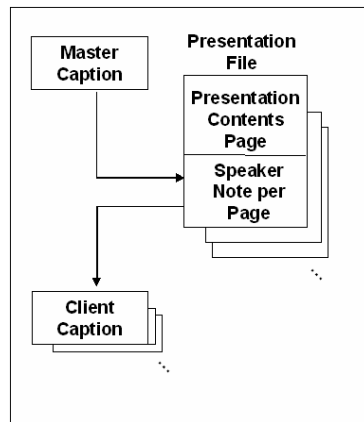 Master
Caption
Presentation
File
Presentation
Contents
Page
Speaker
Note per
Page
Client
Caption